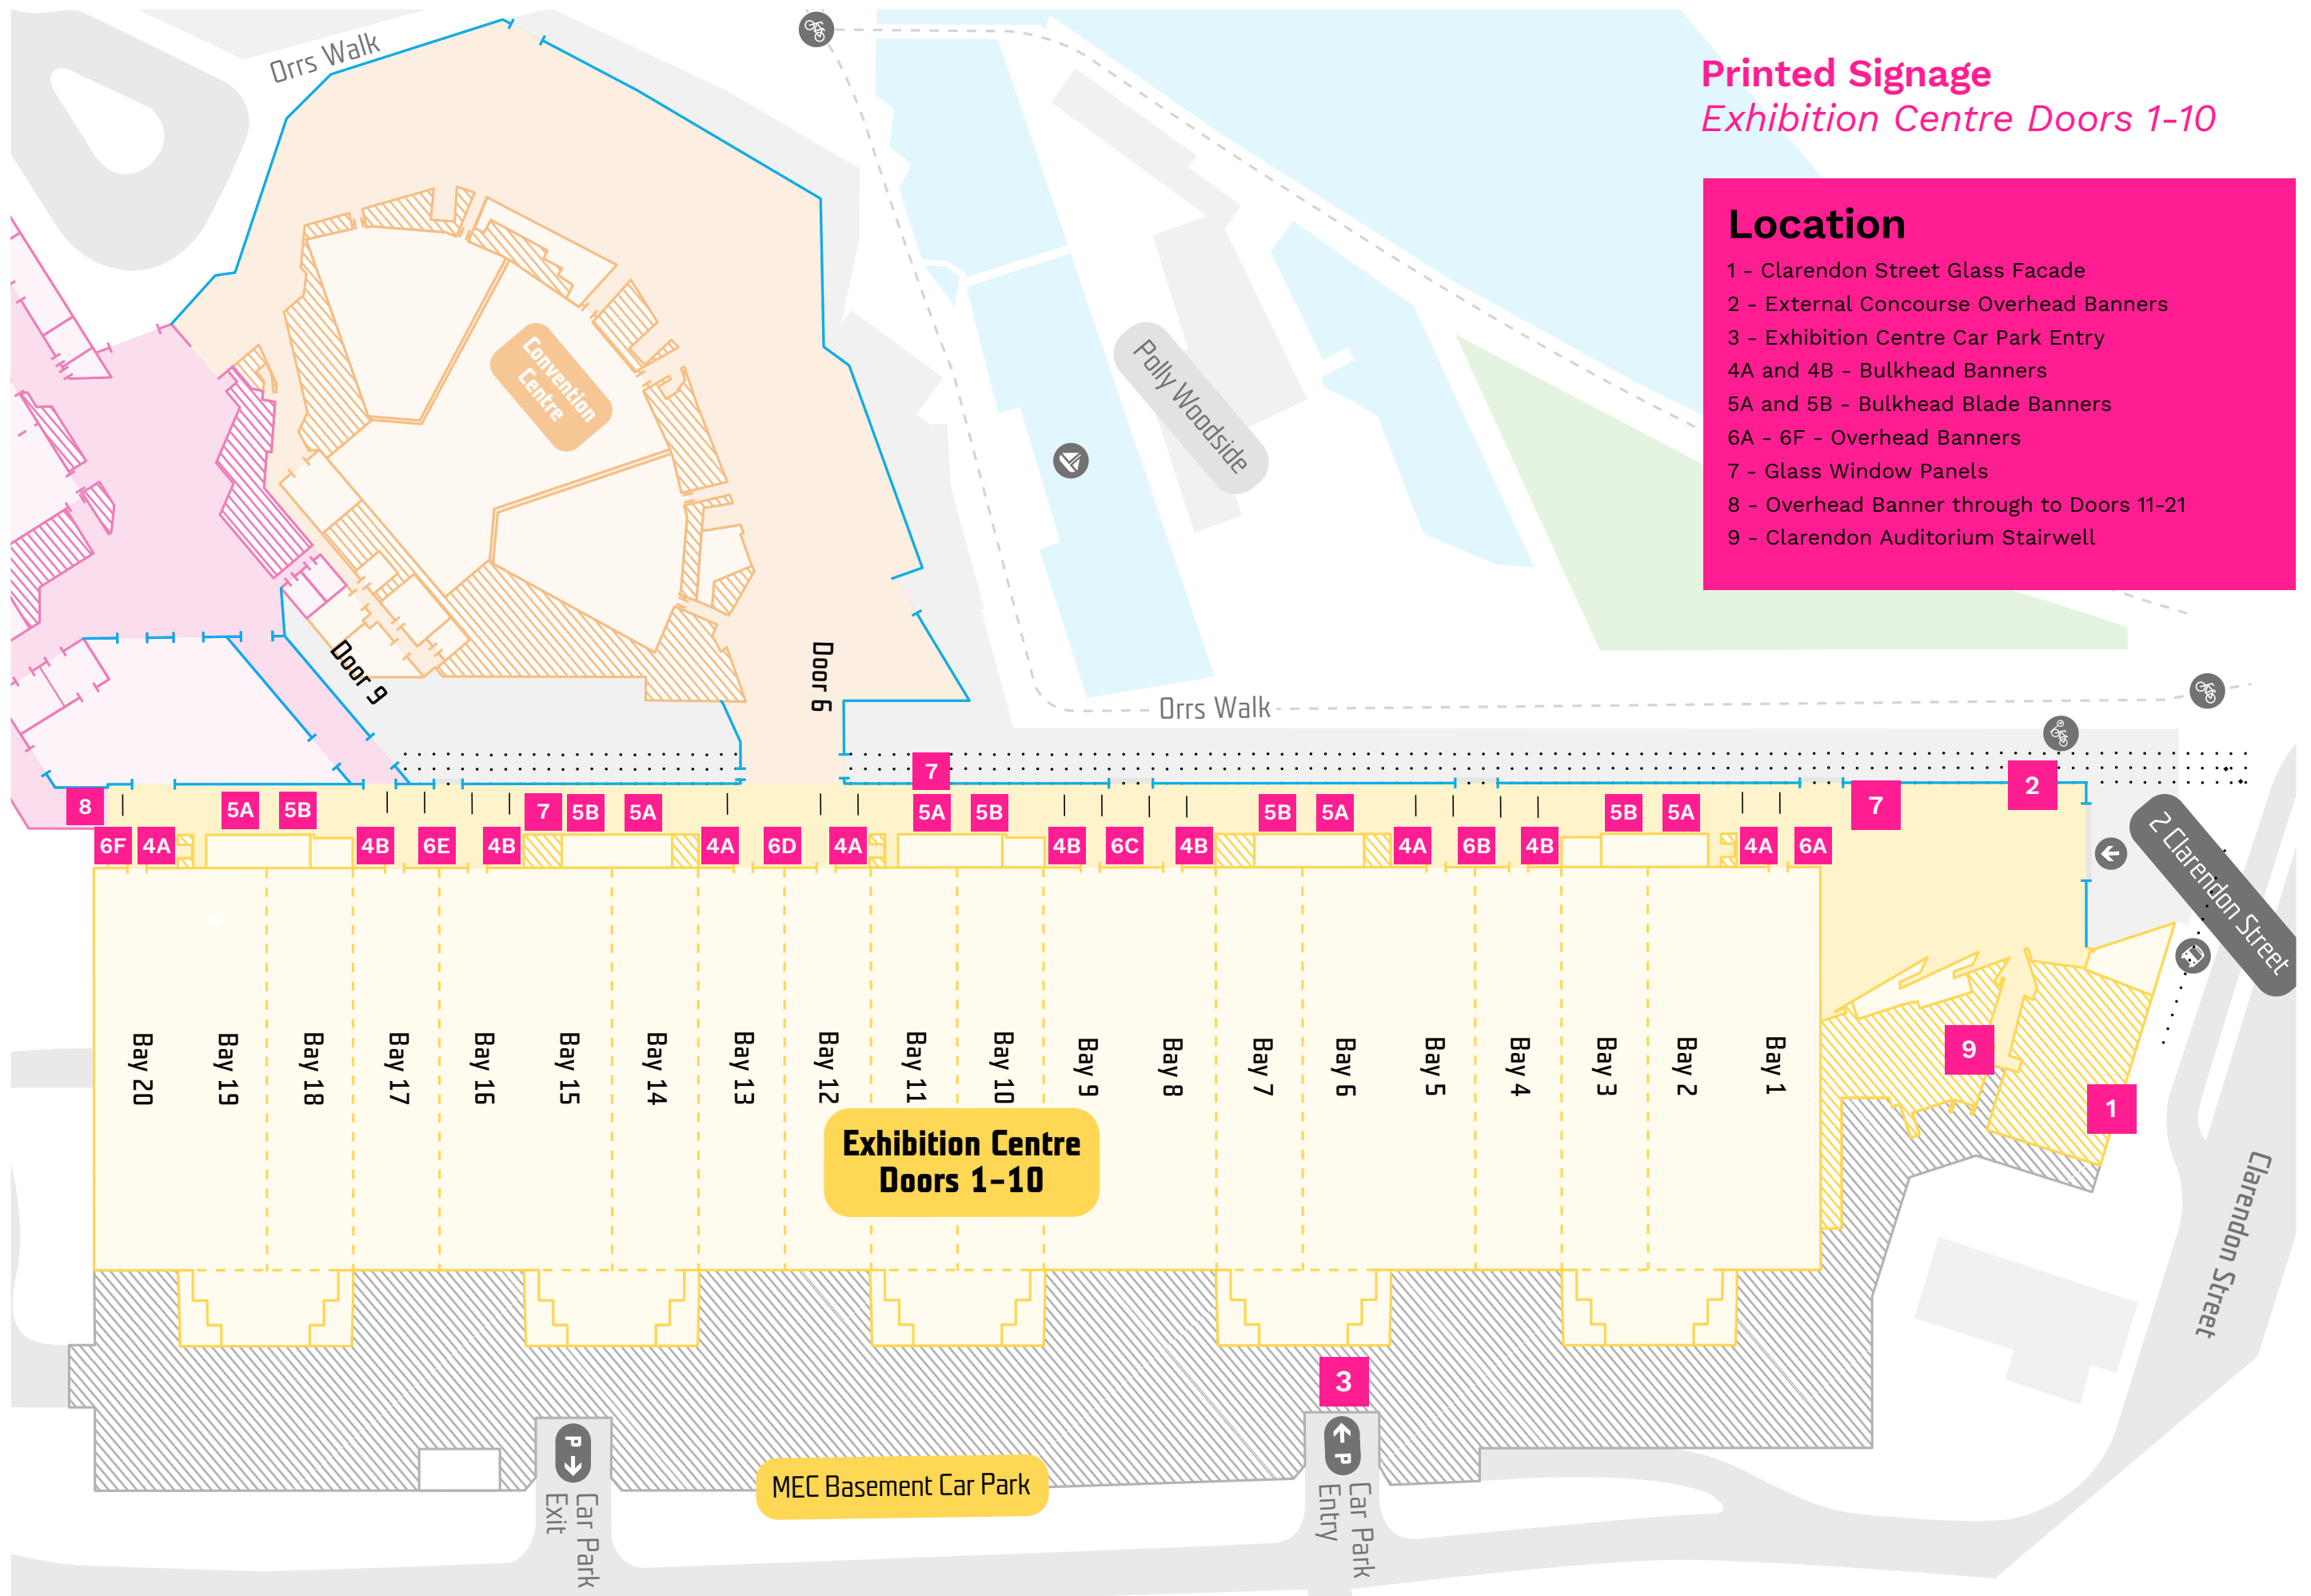 Printed Signage
Exhibition Centre Doors 1-10
Location
1 - Clarendon Street Glass Facade
2 - External Concourse Overhead Banners
3 - Exhibition Centre Car Park Entry
4A and 4B - Bulkhead Banners
5A and 5B - Bulkhead Blade Banners
6A - 6F - Overhead Banners
7 - Glass Window Panels
8 - Overhead Banner through to Doors 11-21
9 - Clarendon Auditorium Stairwell
Orrs Walk
Convention
Centre
Polly Woodside
Door 9
Door 6
Orrs Walk
7
2
8
5A
5B
7
5B
5A
5A
5B
5B
5A
5B
5A
7
6F
4A
4B
6E
4B
4A
6D
4A
4B
6C
4B
4A
6B
4B
4A
6A
2 Clarendon Street
Bay 20
Bay 19
Bay 18
Bay 17
Bay 16
Bay 15
Bay 14
Bay 13
Bay 12
Bay 11
Bay 10
Bay 9
Bay 8
Bay 7
Bay 6
Bay 5
Bay 4
Bay 3
Bay 2
Bay 1
9
1
Exhibition Centre
Doors 1-10
Clarendon Street
3
P
P
MEC Basement Car Park
Car Park
Exit
Car Park
Entry